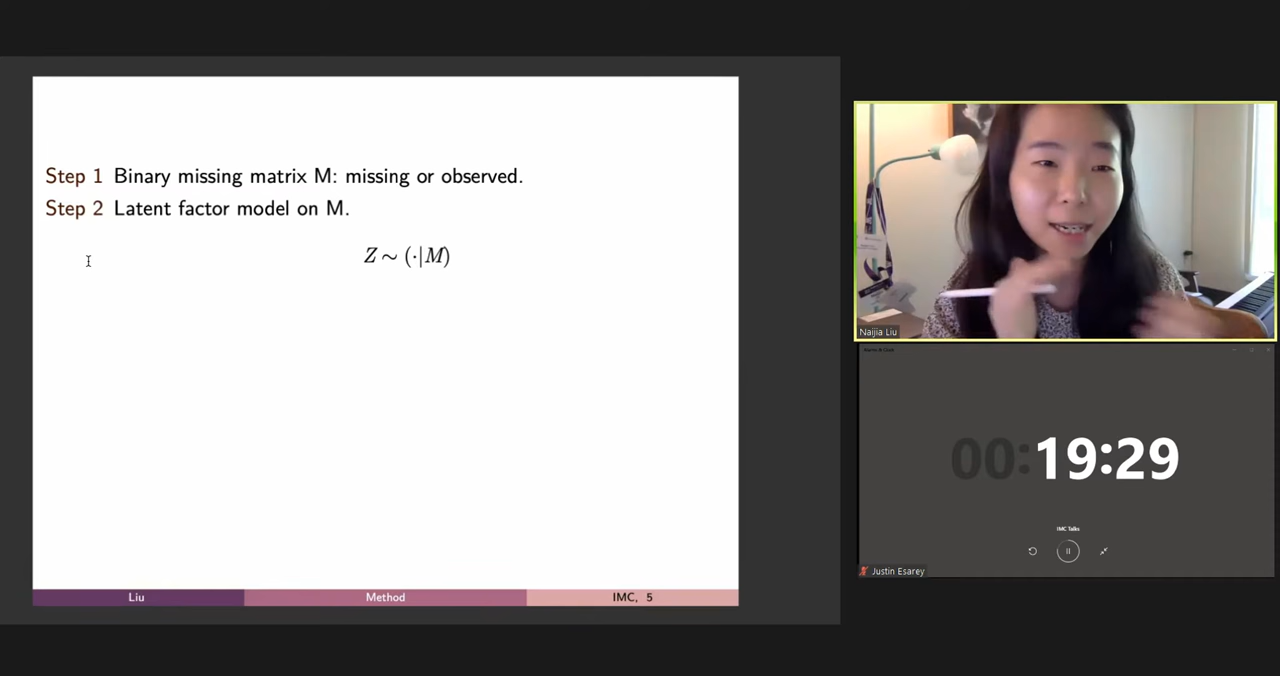 Step 1 Binary missing matrix M: missing or observed.
Step 2 Latent factor model on M.
Z ∼ (·|M)
Liu Method IMC, 5
Naijia Liu
00:19:29
IMC Talks
Justin Esarey